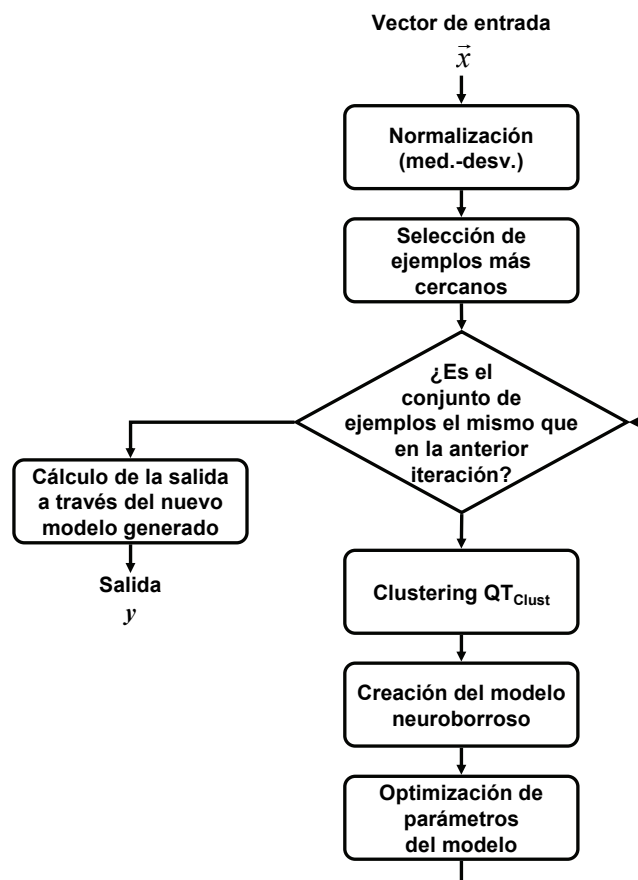 Vector de entrada
x⃗
Normalización
(med.-desv.)
Selección de
ejemplos más
cercanos
¿Es el
conjunto de
ejemplos el mismo que
en la anterior
iteración?
Cálculo de la salida
a través del nuevo
modelo generado
Salida
y
Clustering QT_Clust
Creación del modelo
neuroborroso
Optimización de
parámetros
del modelo